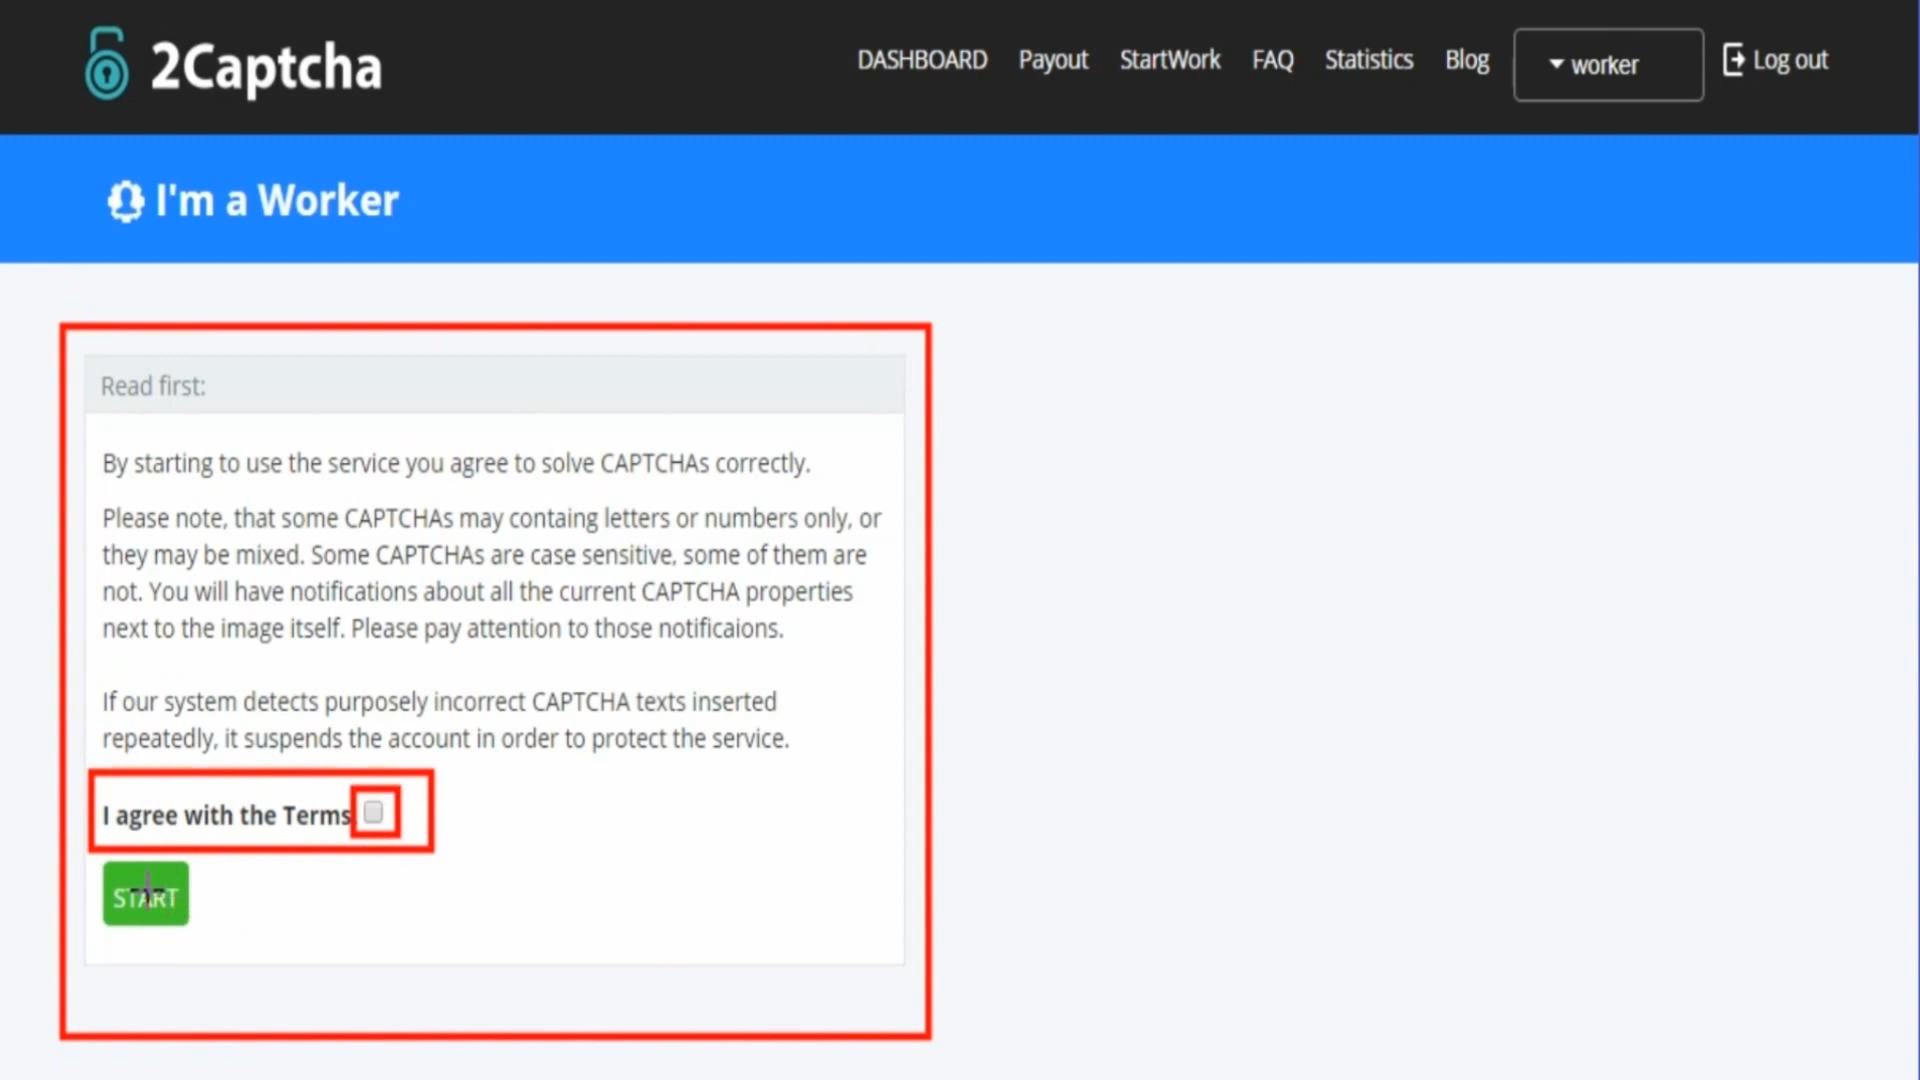 2Captcha
DASHBOARD Payout StartWork FAQ Statistics Blog worker Log out
I'm a Worker
Read first:
By starting to use the service you agree to solve CAPTCHAs correctly.
Please note, that some CAPTCHAs may containg letters or numbers only, or
they may be mixed. Some CAPTCHAs are case sensitive, some of them are
not. You will have notifications about all the current CAPTCHA properties
next to the image itself. Please pay attention to those notificaions.
If our system detects purposely incorrect CAPTCHA texts inserted
repeatedly, it suspends the account in order to protect the service.
I agree with the Terms
START